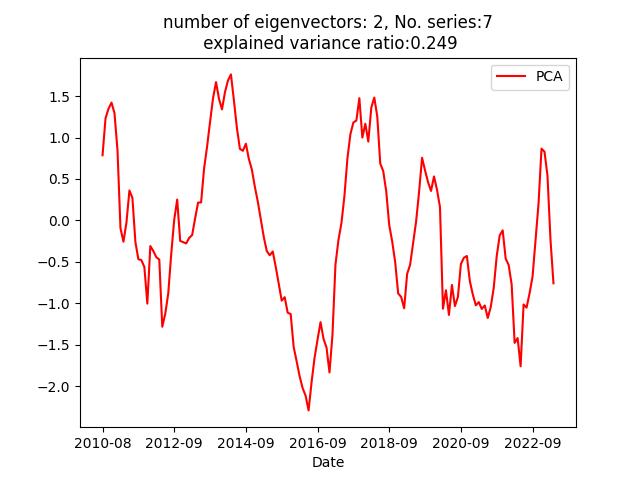 number of eigenvectors: 2, No. series:7
explained variance ratio:0.249
PCA
1.5
1.0
0.5
0.0
−0.5
−1.0
−1.5
−2.0
2010-08 2012-09 2014-09 2016-09 2018-09 2020-09 2022-09
Date